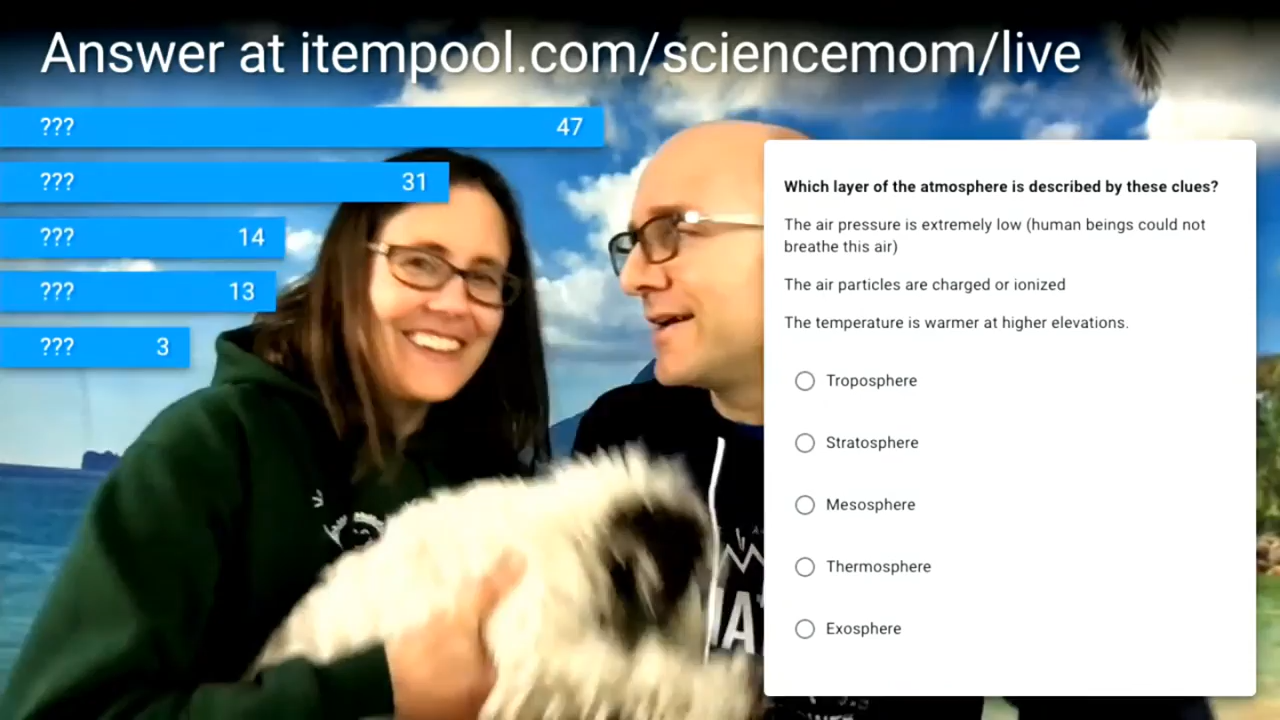 Answer at itempool.com/sciencemom/live
??? 47
??? 31
??? 14
??? 13
??? 3
Which layer of the atmosphere is described by these clues?
The air pressure is extremely low (human beings could not
breathe this air)
The air particles are charged or ionized
The temperature is warmer at higher elevations.
Troposphere
Stratosphere
Mesosphere
Thermosphere
Exosphere